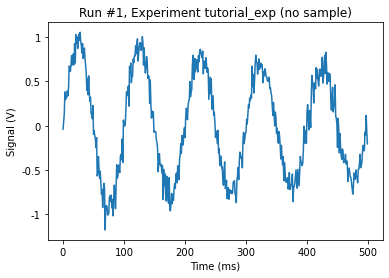 Run #1, Experiment tutorial_exp (no sample)
1
0.5
0
-0.5
-1
Signal (V)
0 100 200 300 400 500
Time (ms)